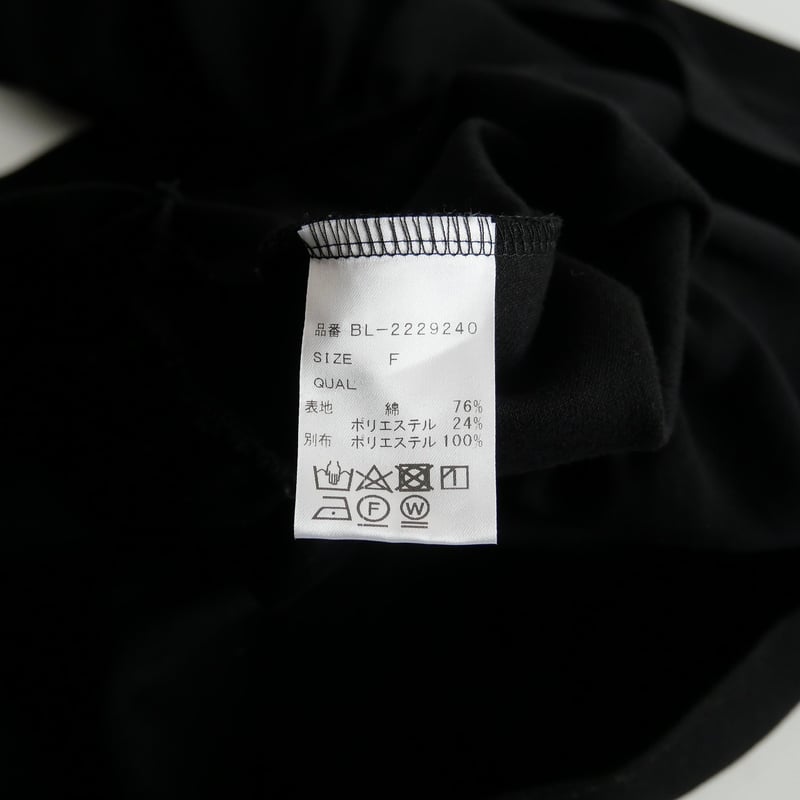 品番 BL-2229240
SIZE F
QUAL
表地 綿 76%
ポリエステル 24%
別布 ポリエステル 100%
F W